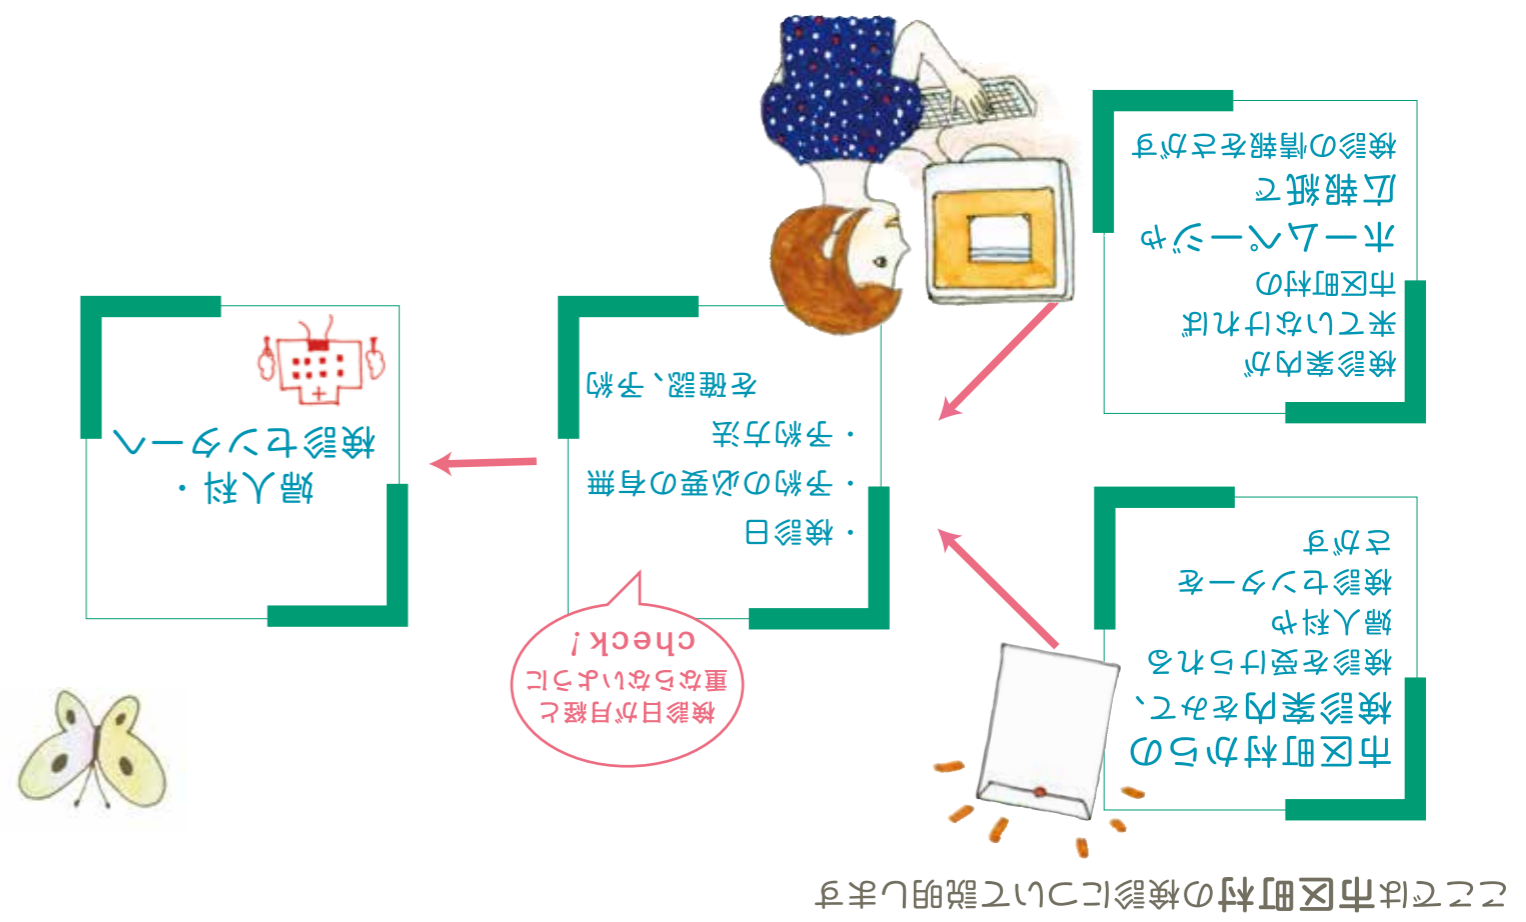 ここでは市区町村の検診について説明します
市区町村からの
検診案内をみて、
検診を受けられる
婦人科や
検診センターを
さがす
検診案内が
来ていなければ
市区町村の
ホームページや
広報紙で
検診の情報をさがす
検診日が月経と
重ならないように
check!
・検診日
・予約の必要の有無
・予約方法
を確認、予約
婦人科・
検診センターへ